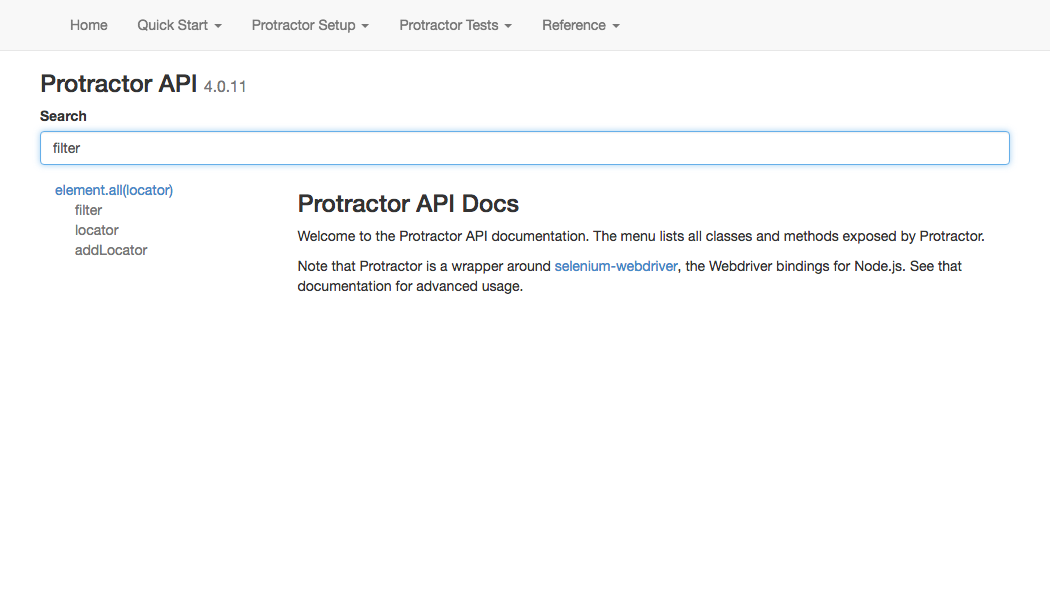 Home Quick Start Protractor Setup Protractor Tests Reference
Protractor API 4.0.11
Search
filter
element.all(locator)
filter
locator
addLocator
Protractor API Docs
Welcome to the Protractor API documentation. The menu lists all classes and methods exposed by Protractor.
Note that Protractor is a wrapper around selenium-webdriver, the Webdriver bindings for Node.js. See that
documentation for advanced usage.